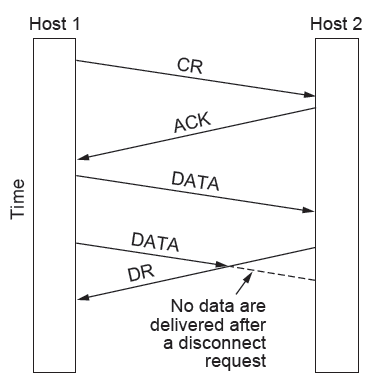 Host 1
Host 2
CR
ACK
DATA
Time
DATA
DR
No data are
delivered after
a disconnect
request